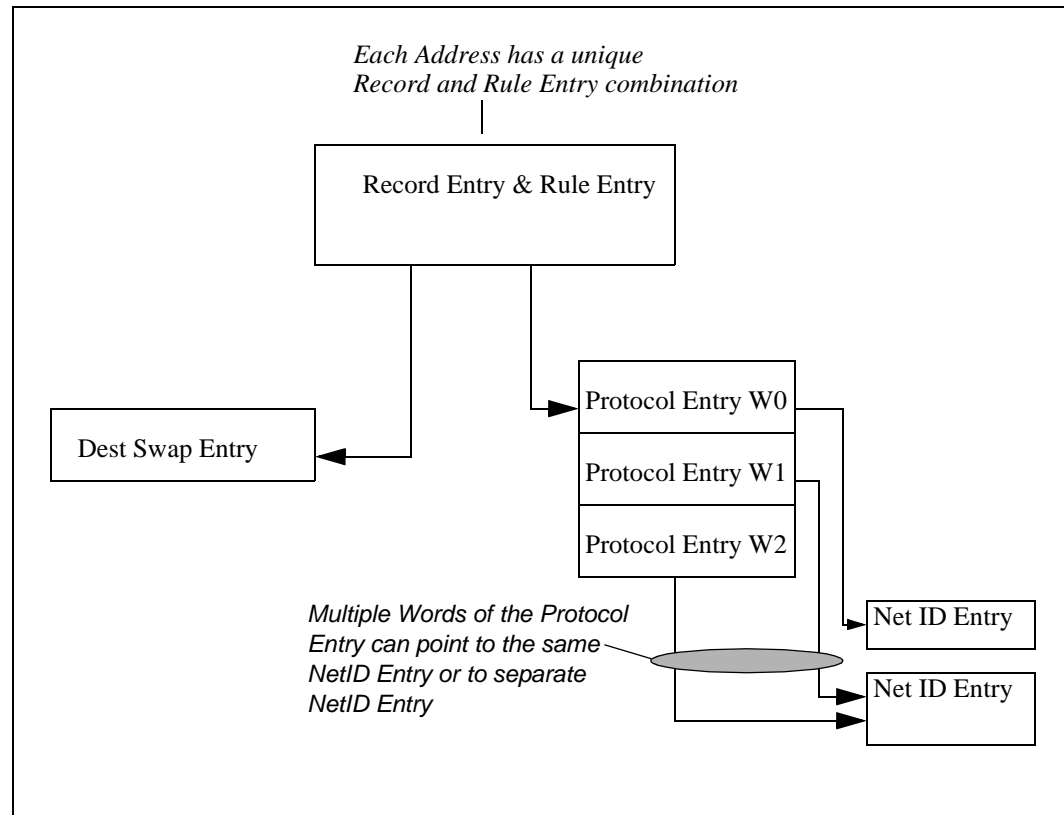 Each Address has a unique
Record and Rule Entry combination
Record Entry & Rule Entry
Protocol Entry W0
Dest Swap Entry
Protocol Entry W1
Protocol Entry W2
Multiple Words of the Protocol
Entry can point to the same
NetID Entry or to separate
NetID Entry
Net ID Entry
Net ID Entry